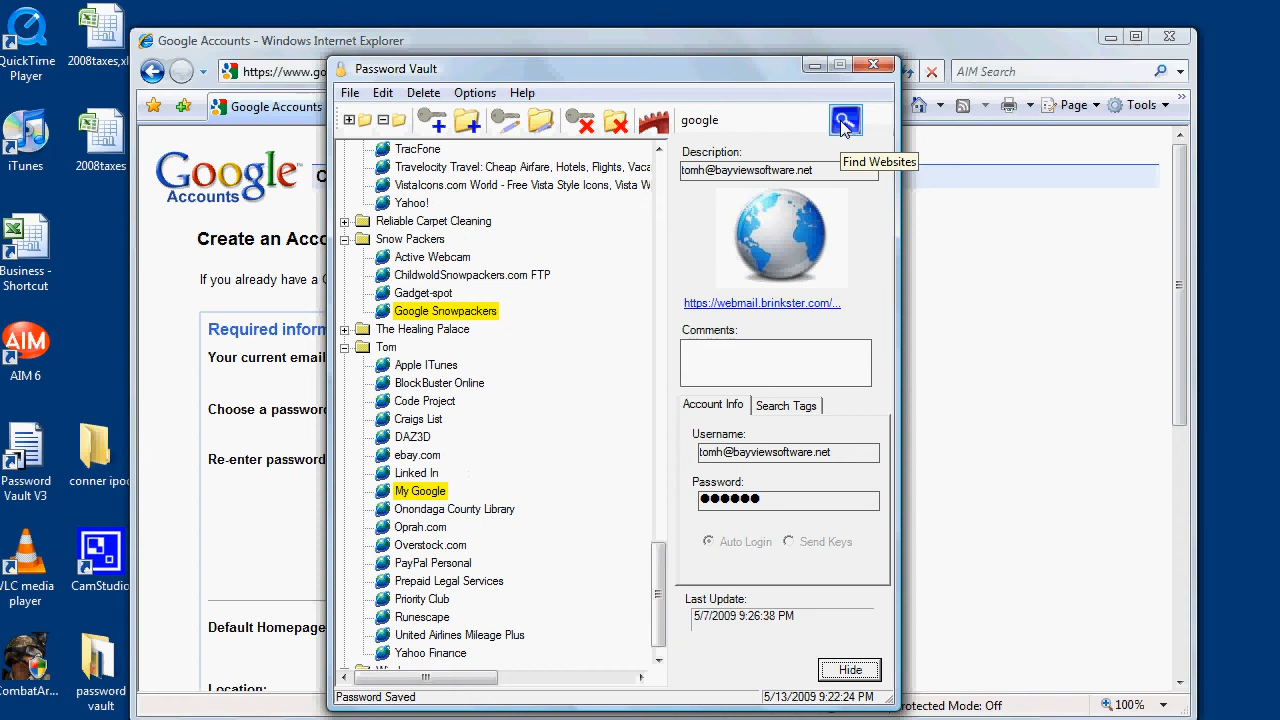 QuickTime
Player
2008taxes.xl
iTunes
2008taxes
Business -
Shortcut
AIM
AIM 6
Password
Vault V3
conner ipod
VLC media
player
CamStudio
CombatAr...
password
vault
Google Accounts - Windows Internet Explorer
https://www.go
AIM Search
Google Accounts
Page
Tools
Google
Accounts
Create an Acco
If you already have a
Required inform
Your current email
Choose a password
Re-enter password
Default Homepage
Location:
rotected Mode: Off
100%
Password Vault
File
Edit
Delete
Options
Help
google
Find Websites
TracFone
Travelocity Travel: Cheap Airfare, Hotels, Flights, Vaca
VistaIcons.com World - Free Vista Style Icons, Vista W
Yahoo!
Reliable Carpet Cleaning
Snow Packers
Active Webcam
ChildwoldSnowpackers.com FTP
Gadget-spot
Google Snowpackers
The Healing Palace
Tom
Apple ITunes
BlockBuster Online
Code Project
Craigs List
DAZ3D
ebay.com
Linked In
My Google
Onondaga County Library
Oprah.com
Overstock.com
PayPal Personal
Prepaid Legal Services
Priority Club
Runescape
United Airlines Mileage Plus
Yahoo Finance
Description:
tomh@bayviewsoftware.net
https://webmail.brinkster.com/...
Comments:
Account Info
Search Tags
Username:
tomh@bayviewsoftware.net
Password:
●●●●●●
Auto Login
Send Keys
Last Update:
5/7/2009 9:26:38 PM
Hide
Password Saved
5/13/2009 9:22:24 PM